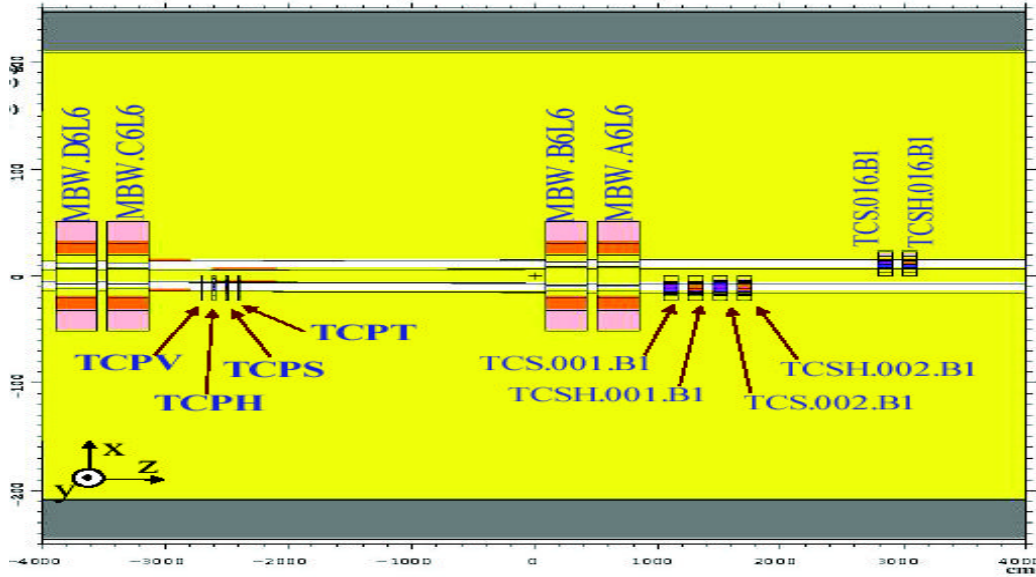 MBW.D6L6
MBW.C6L6
MBW.B6L6
MBW.A6L6
TCS.016.B1
TCSH.016.B1
100
0
-100
-200
TCPV
TCPH
TCPS
TCPT
TCS.001.B1
TCSH.001.B1
TCS.002.B1
TCSH.002.B1
x
z
y
-4000
-3000
-2000
-1000
0
1000
2000
3000
4000
cm